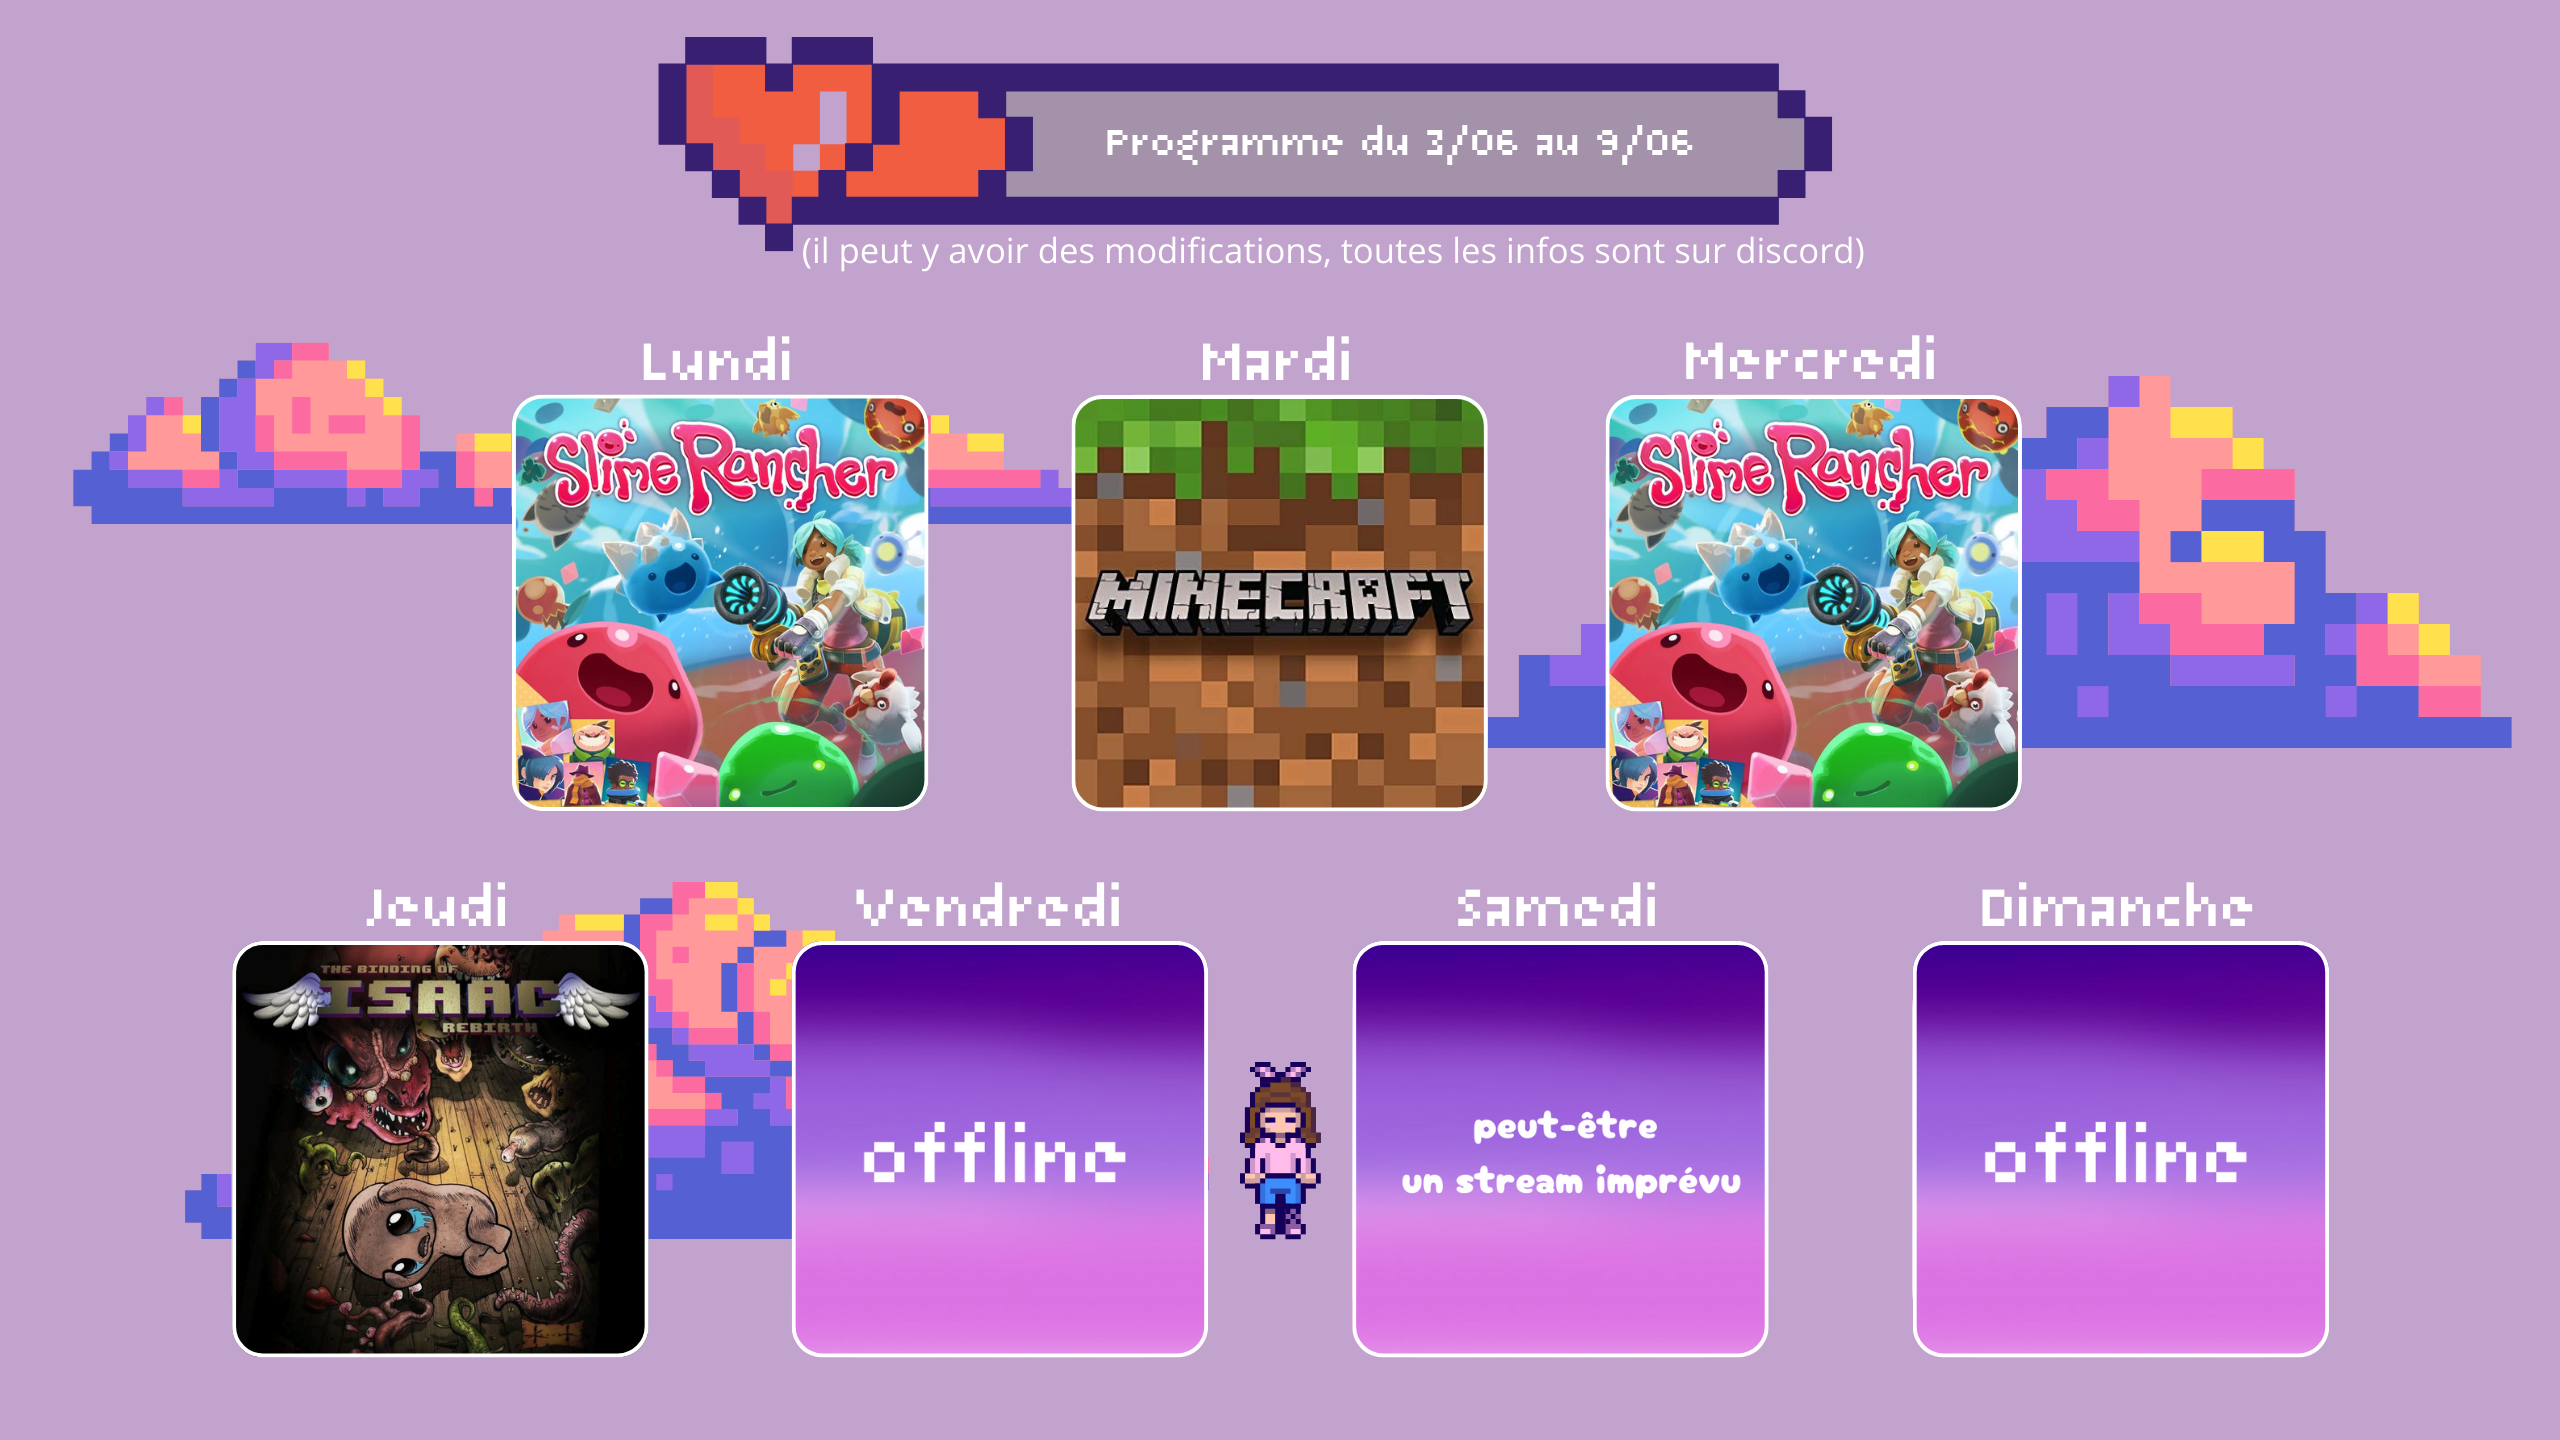 Programme du 3/06 au 9/06
(il peut y avoir des modifications, toutes les infos sont sur discord)
Lundi
Mardi
Mercredi
Slime Rancher
MINECRAFT
Slime Rancher
Jeudi
Vendredi
Samedi
Dimanche
THE BINDING OF
ISAAC
REBIRTH
offline
peut-être
un stream imprévu
offline